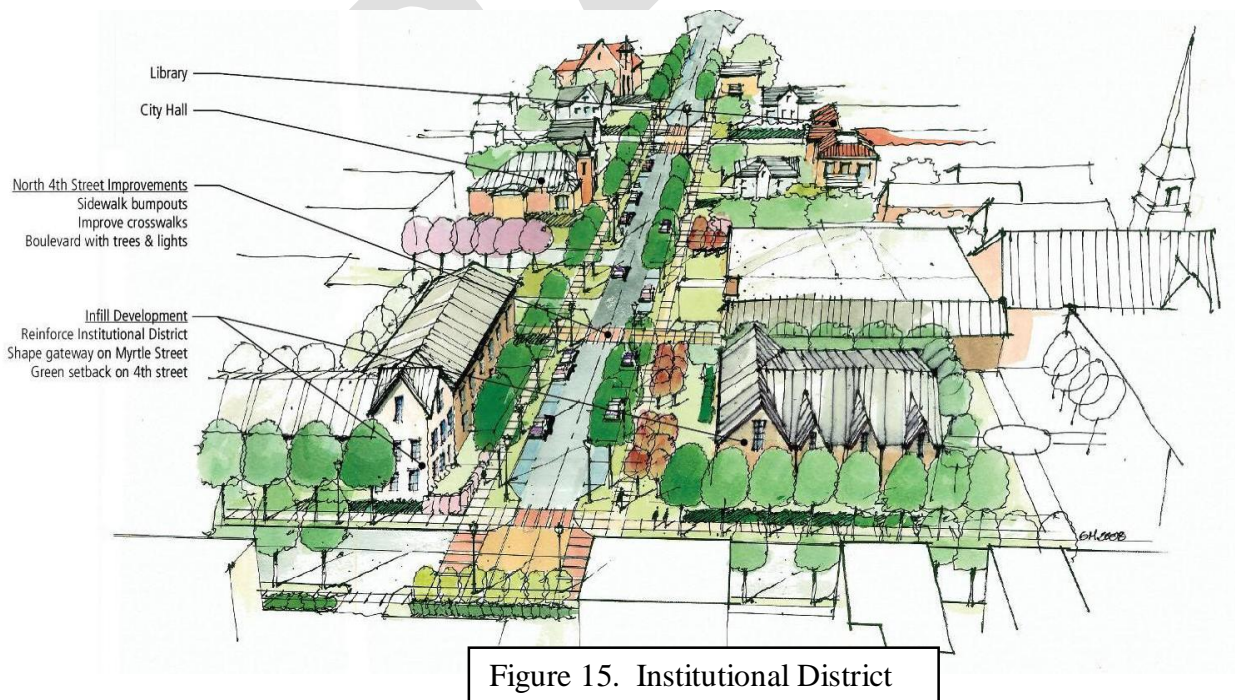 Library
City Hall
North 4th Street Improvements
Sidewalk bumpouts
Improve crosswalks
Boulevard with trees & lights
Infill Development
Reinforce Institutional District
Shape gateway on Myrtle Street
Green setback on 4th street
Figure 15. Institutional District